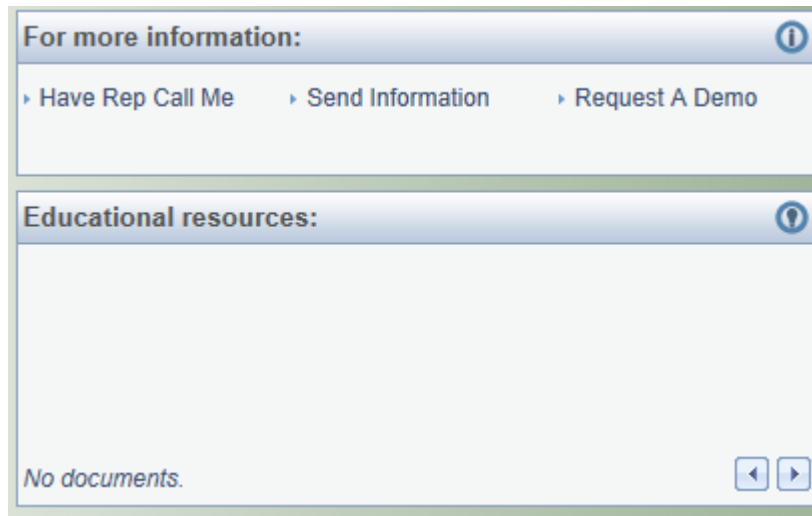 For more information:
Have Rep Call Me Send Information Request A Demo
Educational resources:
No documents.